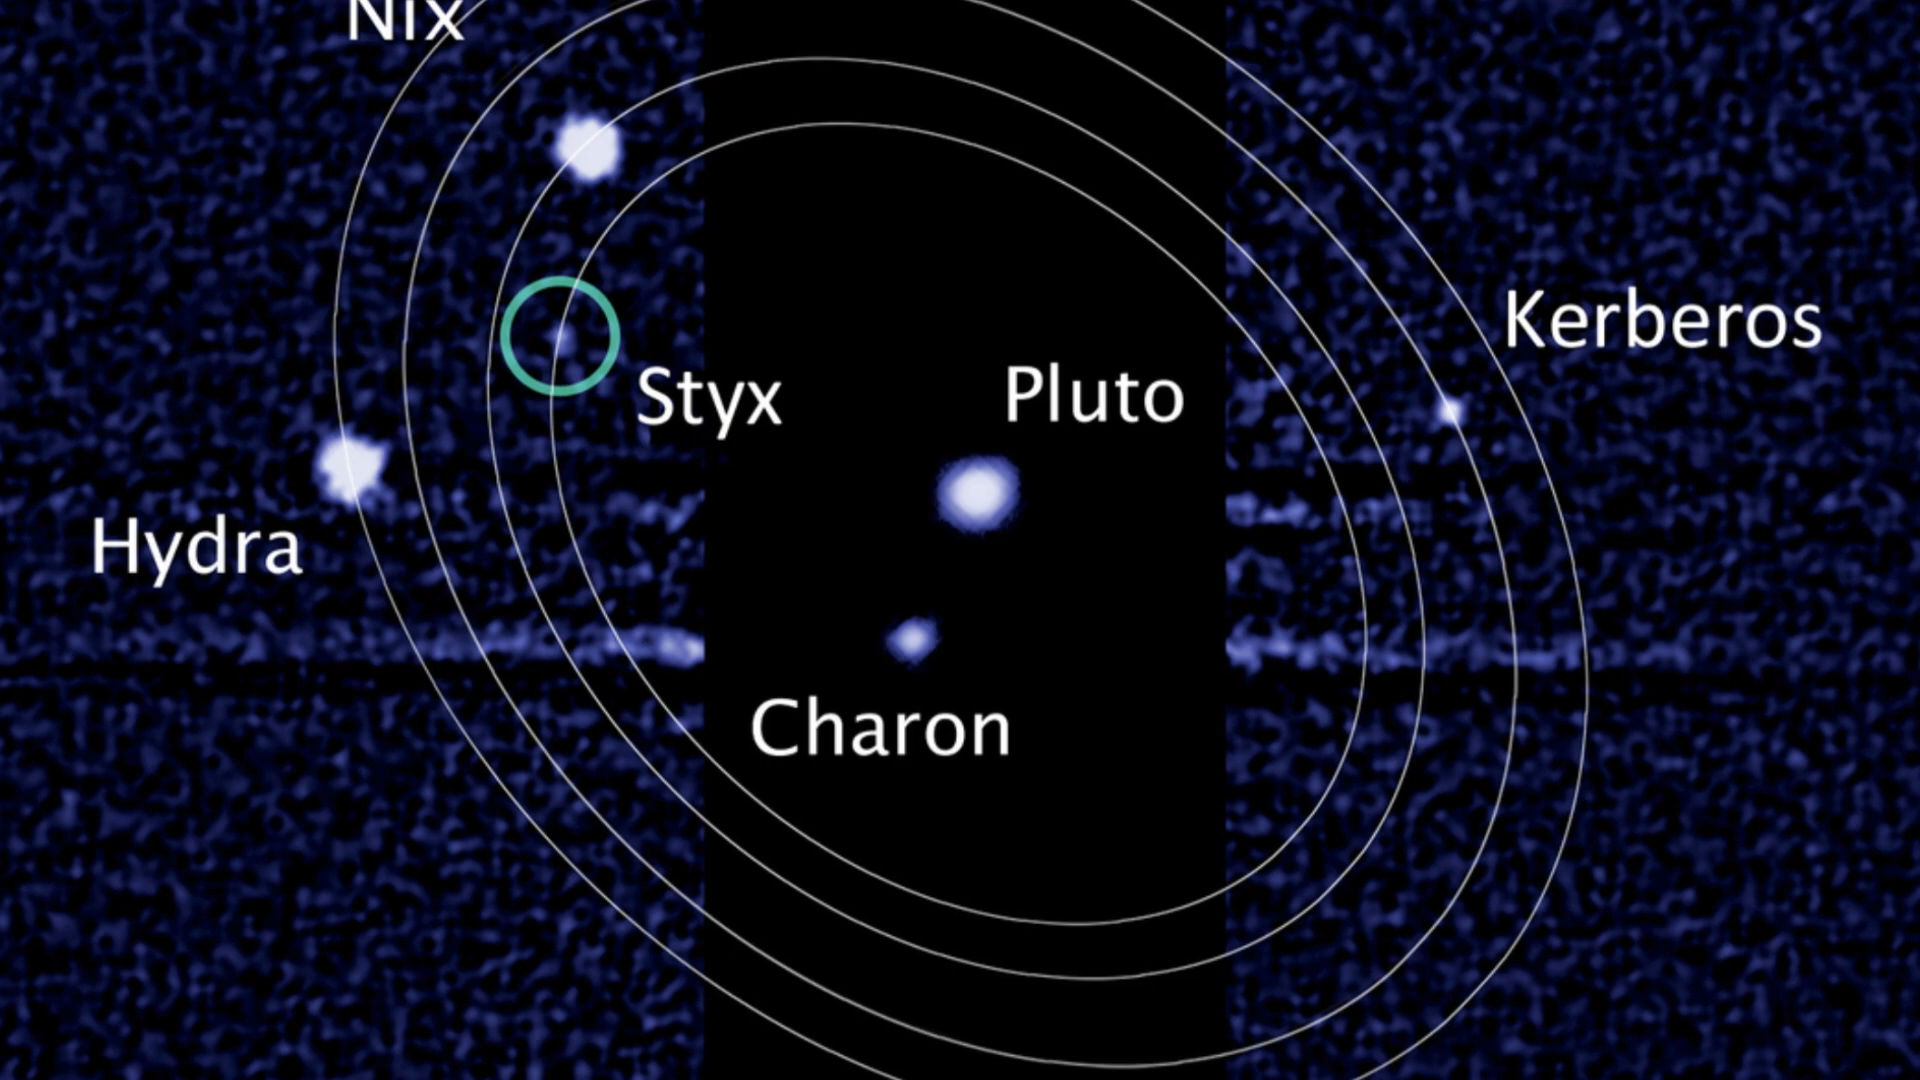 Nix
Kerberos
Styx
Pluto
Hydra
Charon